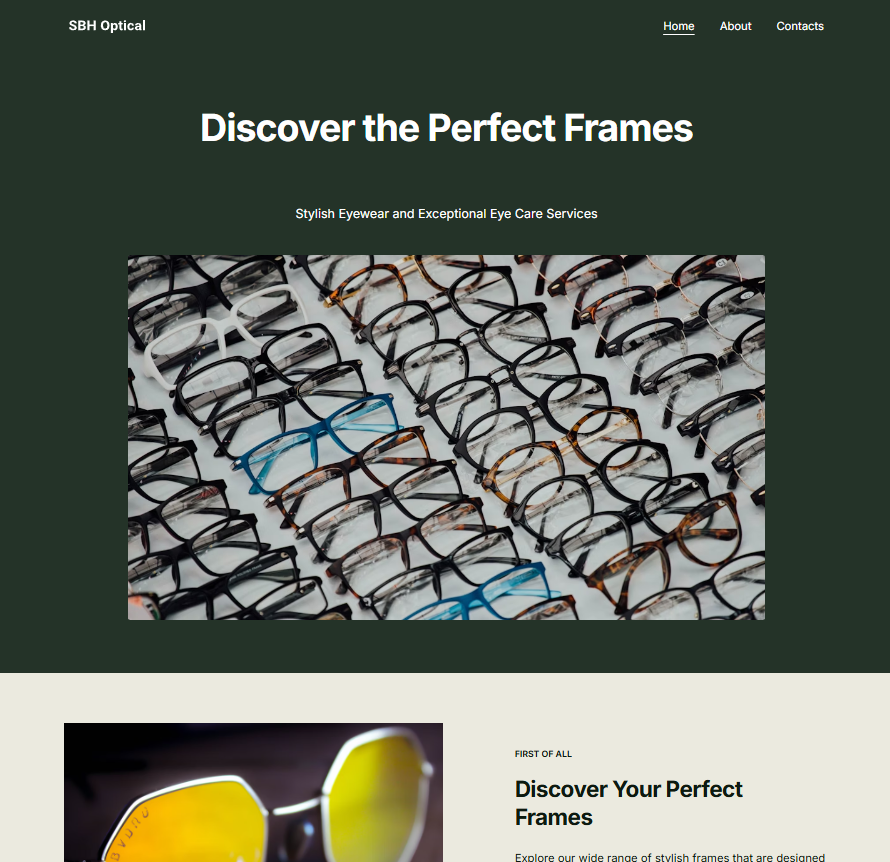 SBH Optical
Home About Contacts
Discover the Perfect Frames
Stylish Eyewear and Exceptional Eye Care Services
FIRST OF ALL
Discover Your Perfect
Frames
Explore our wide range of stylish frames that are designed